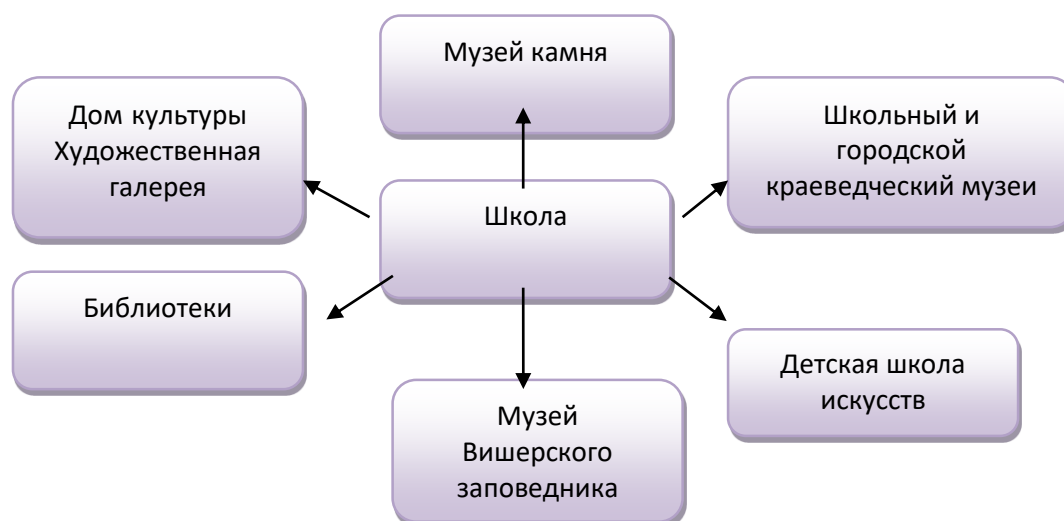 Музей камня
Дом культуры
Художественная
галерея
Школьный и
городской
краеведческий музеи
Школа
Библиотеки
Детская школа
искусств
Музей
Вишерского
заповедника